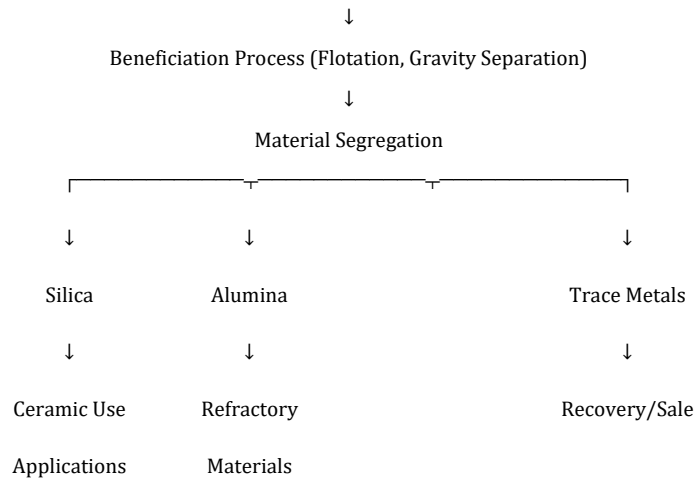 ↓
Beneficiation Process (Flotation, Gravity Separation)
↓
Material Segregation
↓ ↓ ↓
Silica Alumina Trace Metals
↓ ↓ ↓
Ceramic Use Refractory Recovery/Sale
Applications Materials